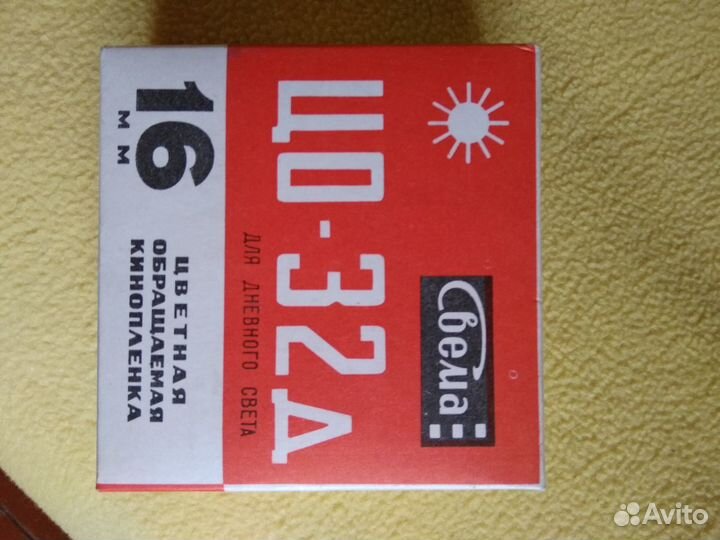 Свема
ЦО-32Д
ДЛЯ ДНЕВНОГО СВЕТА
16
ММ
ЦВЕТНАЯ
ОБРАЩАЕМАЯ
КИНОПЛЕНКА
Avito